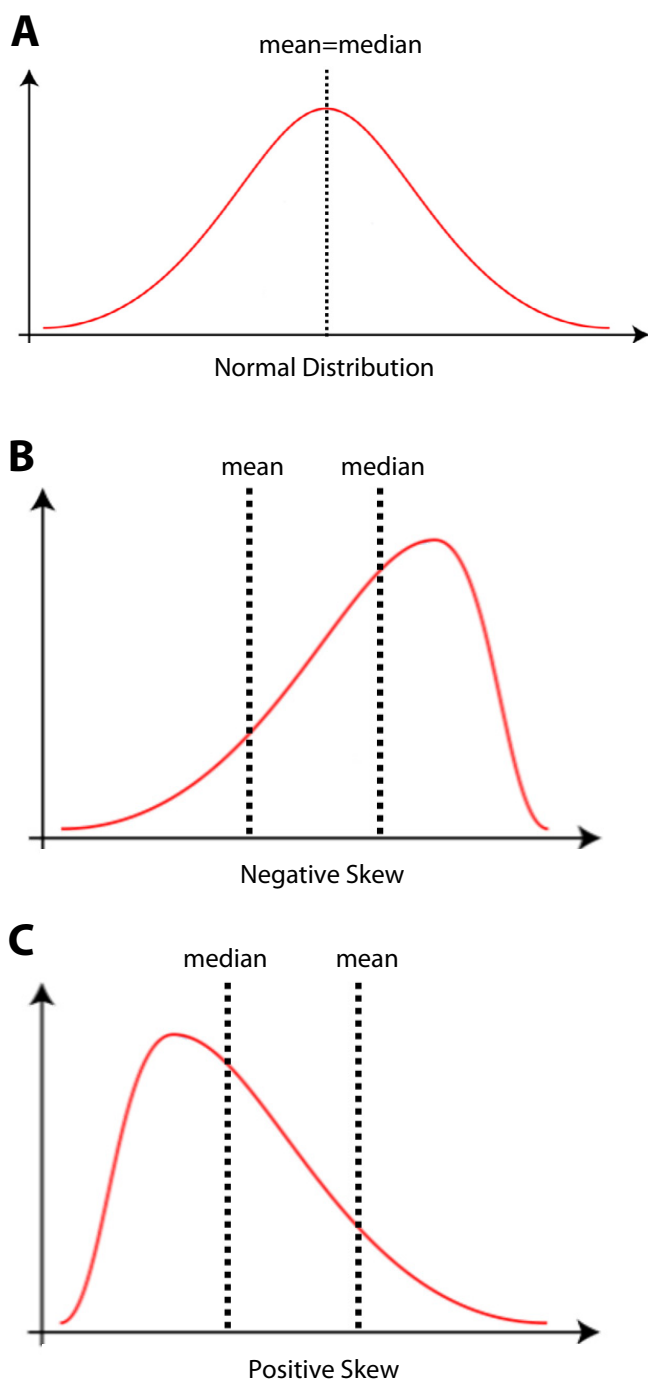 A
mean=median
Normal Distribution
B
mean median
Negative Skew
C
median mean
Positive Skew